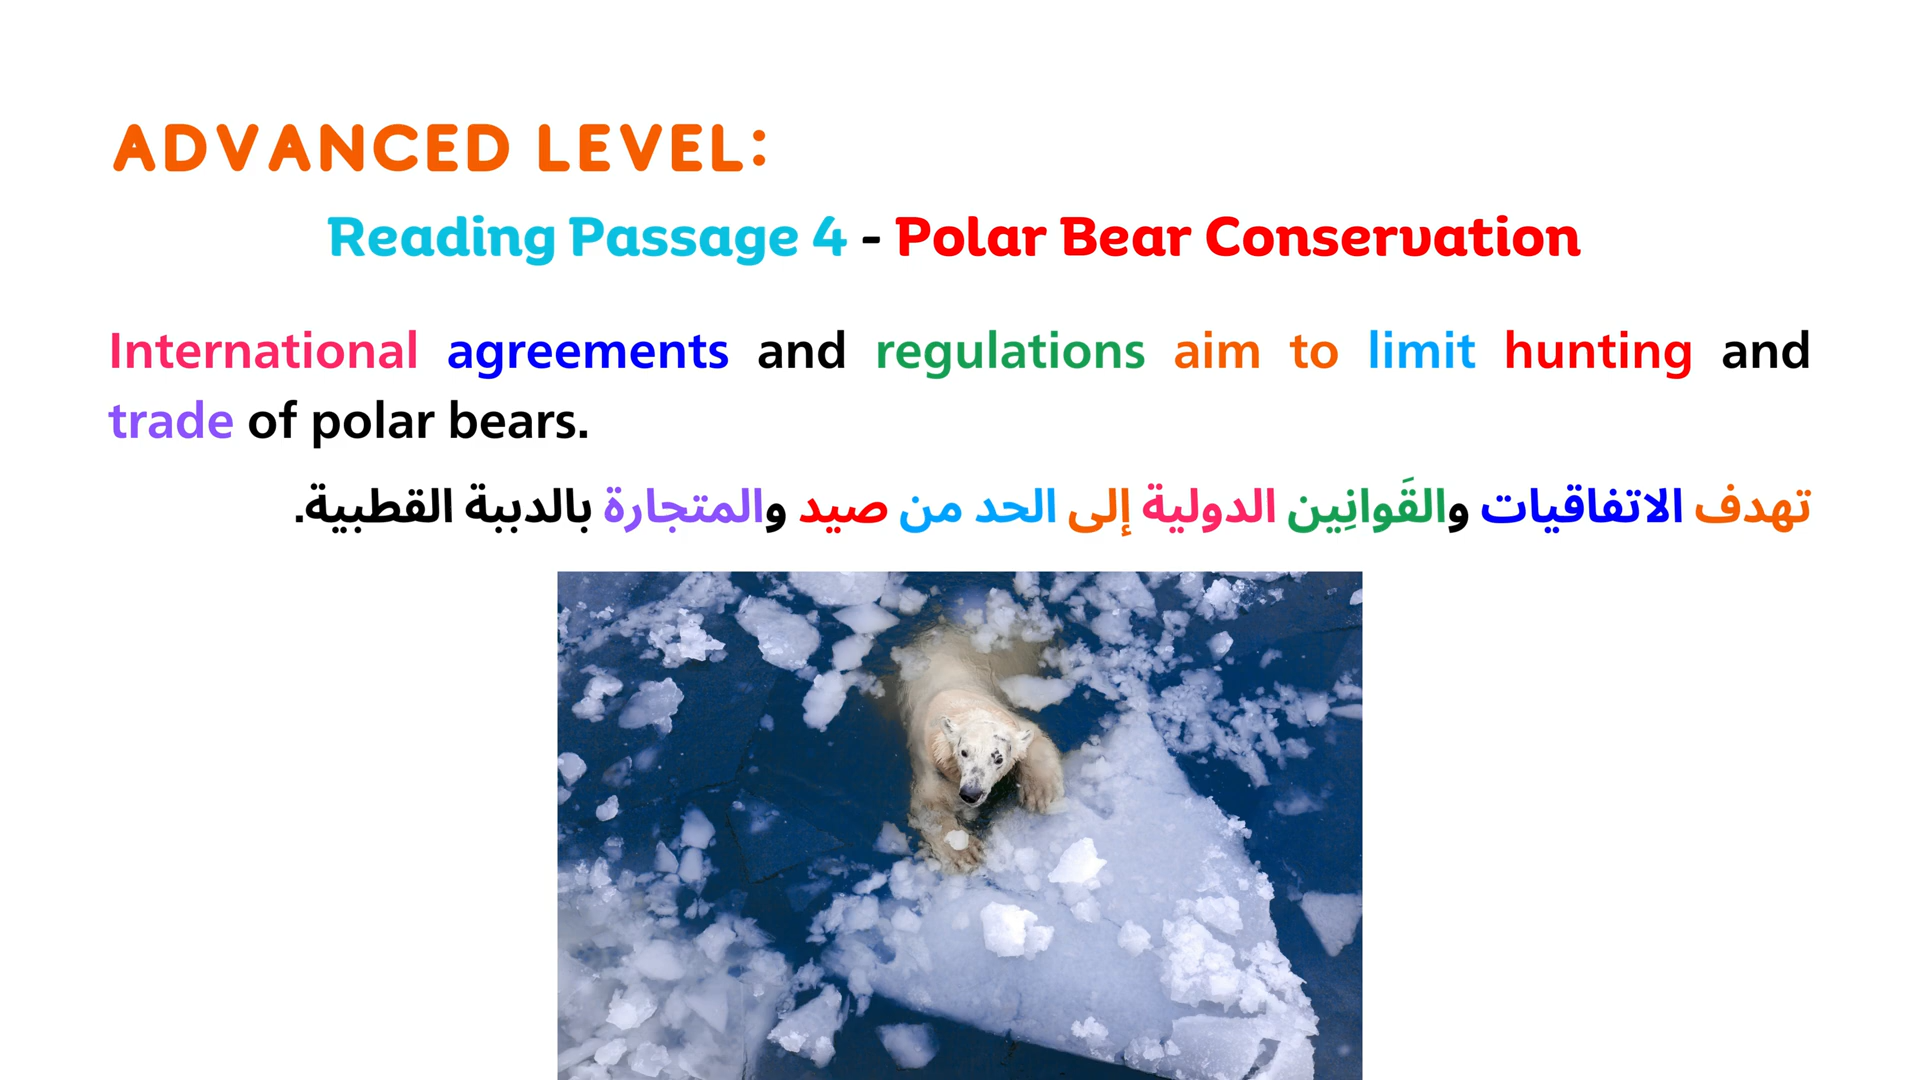 ADVANCED LEVEL:
Reading Passage 4 - Polar Bear Conservation
International agreements and regulations aim to limit hunting and
trade of polar bears.
تهدف الاتفاقيات والقَوانِين الدولية إلى الحد من صيد والمتجارة بالدببة القطبية.